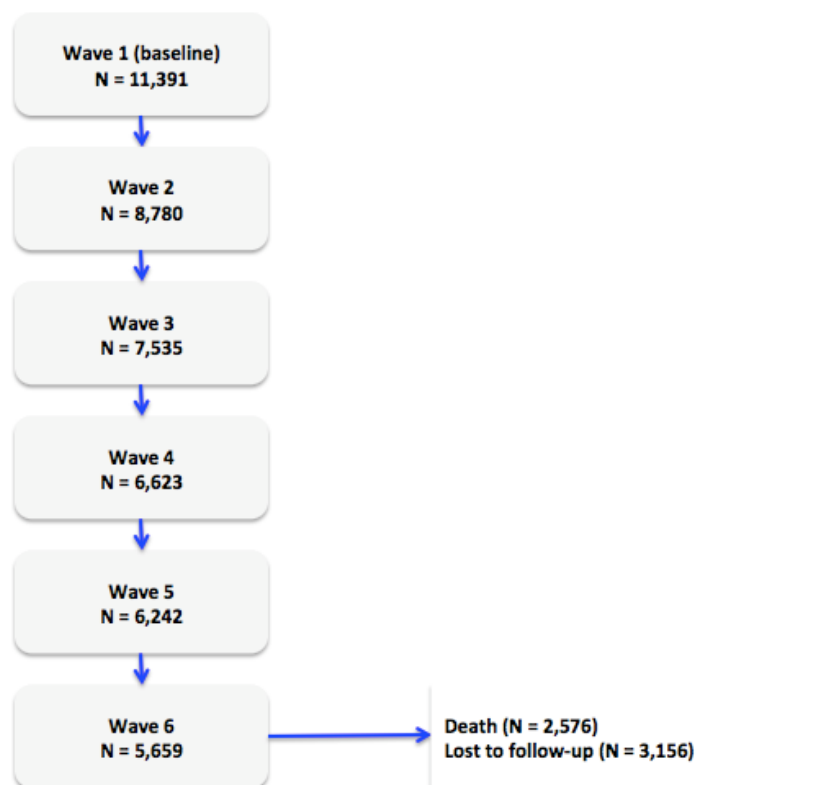 Wave 1 (baseline)
N = 11,391
Wave 2
N = 8,780
Wave 3
N = 7,535
Wave 4
N = 6,623
Wave 5
N = 6,242
Wave 6
N = 5,659
Death (N = 2,576)
Lost to follow-up (N = 3,156)